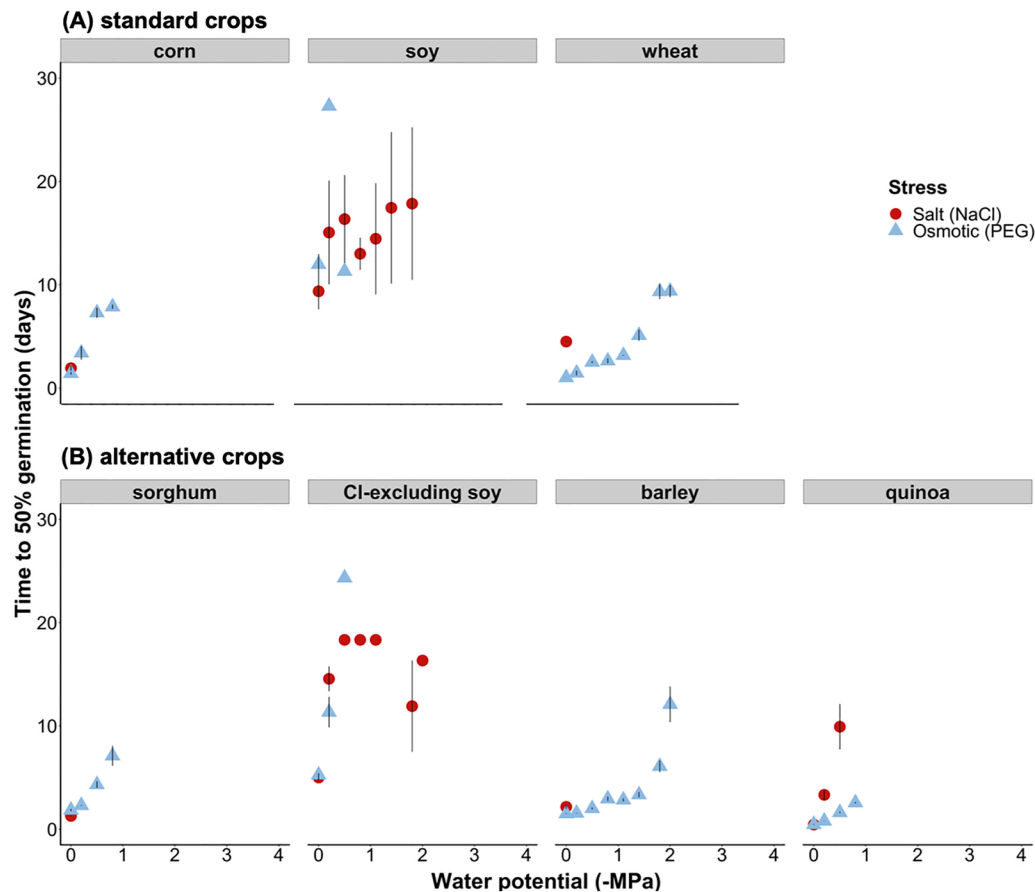 (A) standard crops
corn soy wheat
30
20
10
0
Stress
Salt (NaCl)
Osmotic (PEG)
Time to 50% germination (days)
(B) alternative crops
sorghum Cl-excluding soy barley quinoa
30
20
10
0
0 1 2 3 4 0 1 2 3 4 0 1 2 3 4 0 1 2 3 4
Water potential (-MPa)